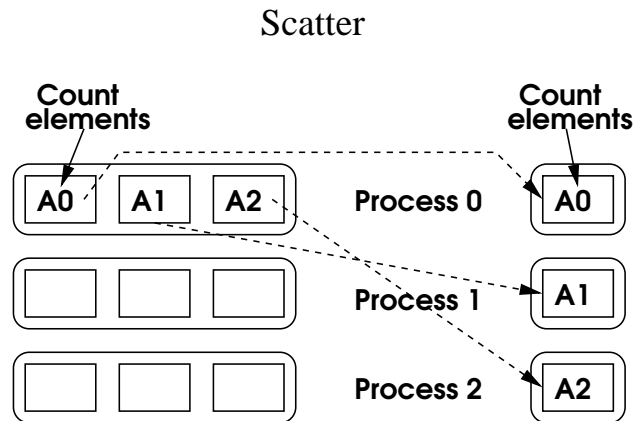 Scatter
Count
elements
Count
elements
A0 A1 A2 Process 0 A0
Process 1 A1
Process 2 A2